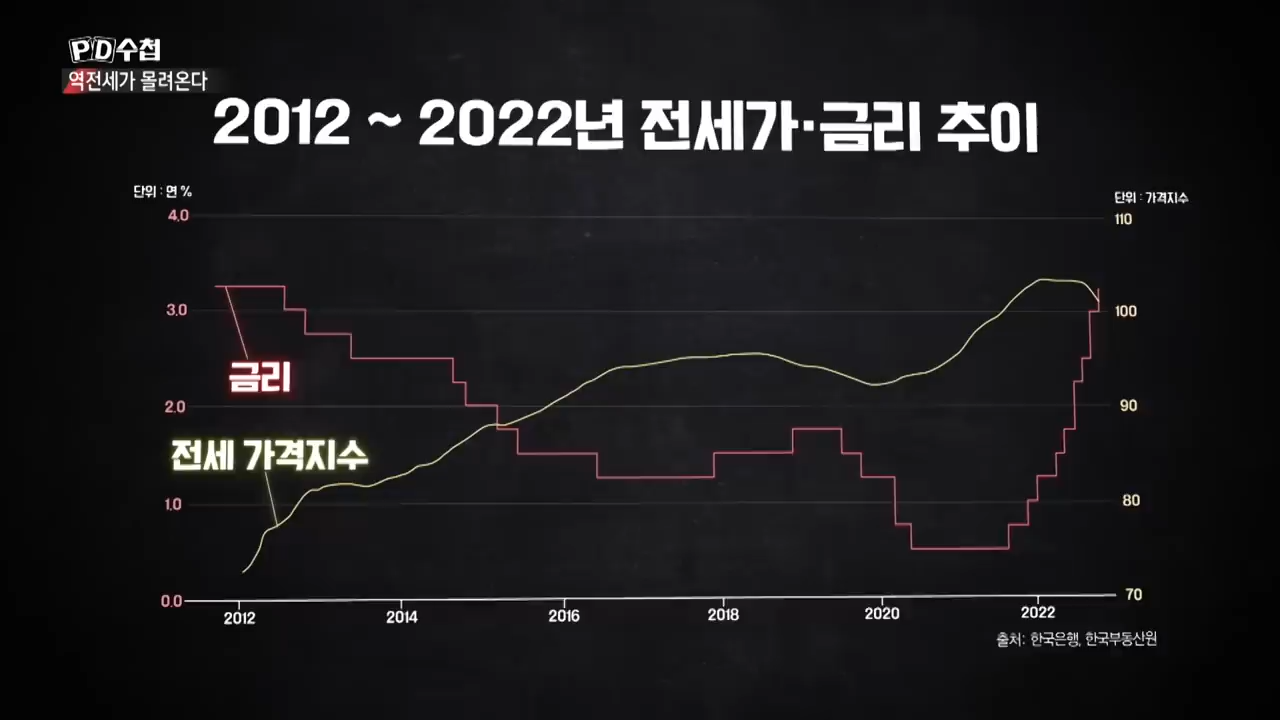 PD수첩
역전세가 몰려온다
2012 ~ 2022년 전세가·금리 추이
단위 : 연 %
단위 : 가격지수
4.0
110
3.0
100
금리
2.0
90
전세 가격지수
1.0
80
0.0
70
2012 2014 2016 2018 2020 2022
출처: 한국은행, 한국부동산원